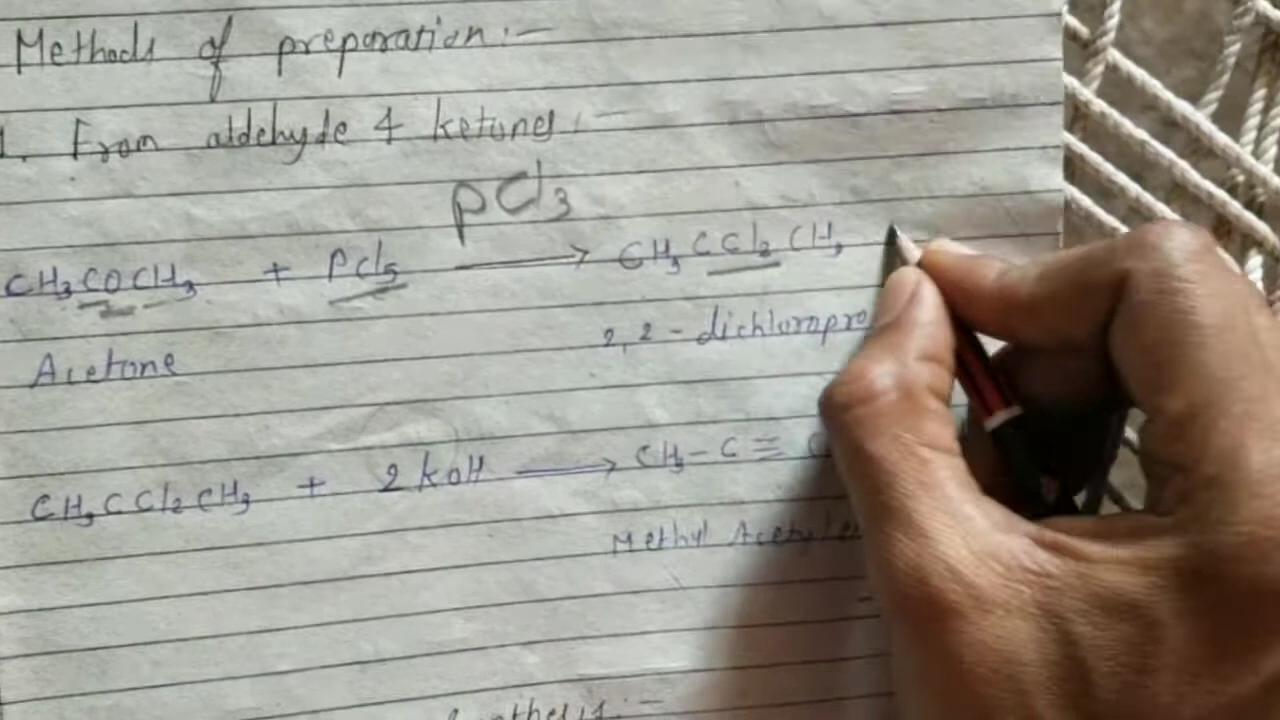 Methods of preparation:-
1. From aldehyde & ketones:-
PCl3
CH3COCH3 + PCl5 ⟶ CH3CCl2CH3
Acetone 2,2-dichloropro
CH3CCl2CH3 + 2KOH ⟶ CH3-C≡
Methyl Acetyle